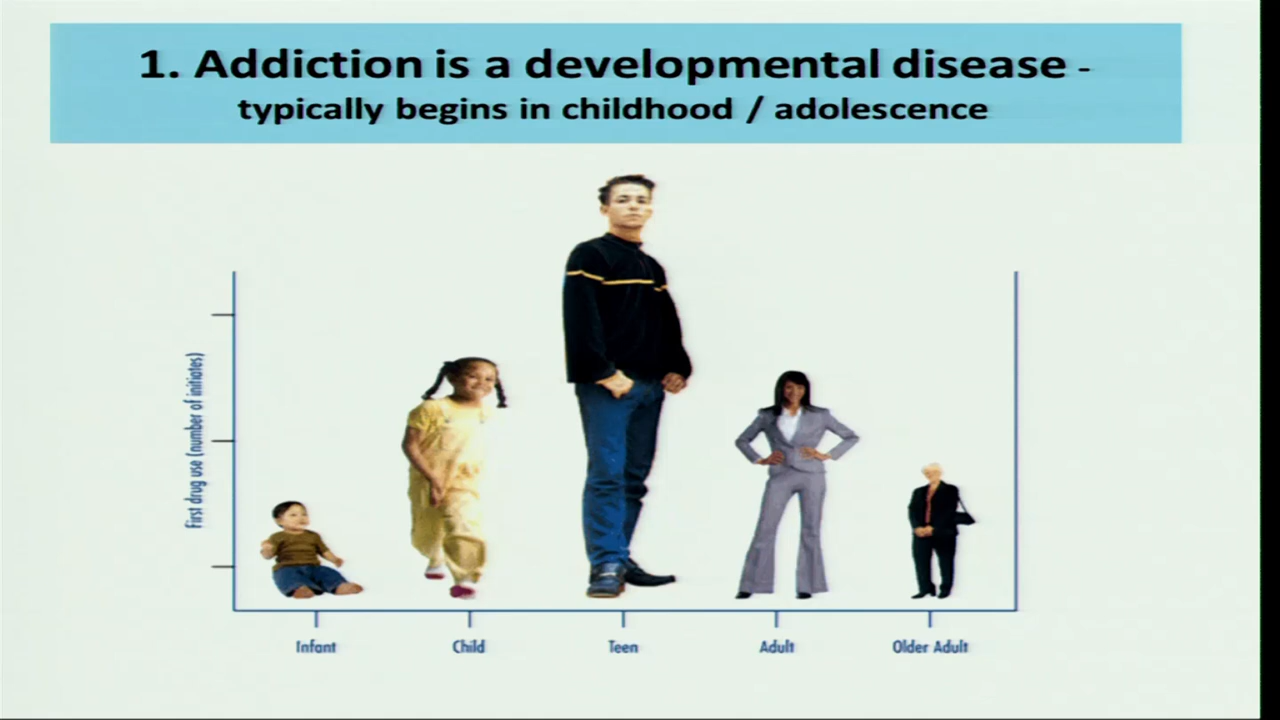 1. Addiction is a developmental disease -
typically begins in childhood / adolescence
First drug use (number of initiates)
Infant
Child
Teen
Adult
Older Adult